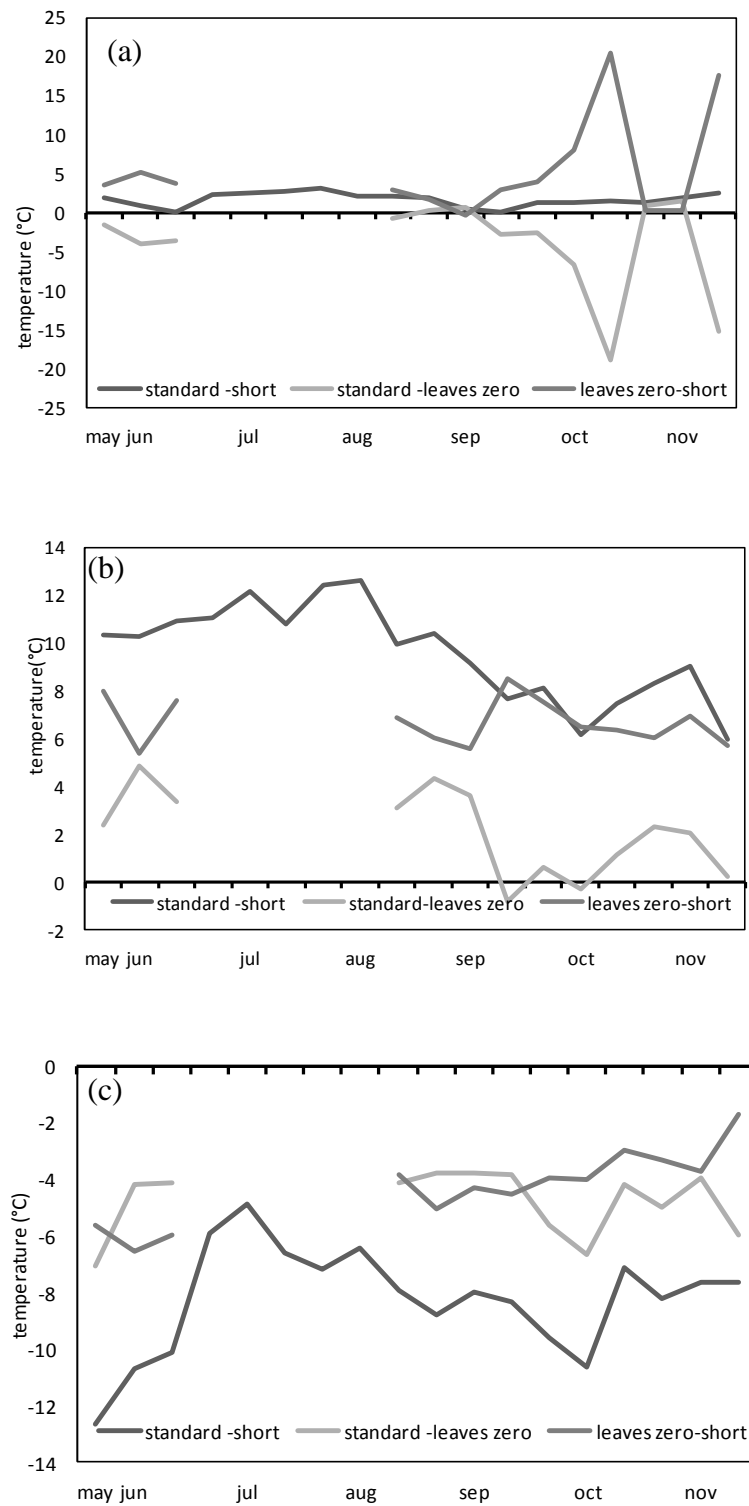 (a)
25
20
15
10
5
0
-5
-10
-15
-20
-25
temperature (°C)
standard -short standard -leaves zero leaves zero-short
may jun jul aug sep oct nov
(b)
14
12
10
8
6
4
2
0
-2
temperature(°C)
standard -short standard-leaves zero leaves zero-short
may jun jul aug sep oct nov
(c)
0
-2
-4
-6
-8
-10
-12
-14
temperature (°C)
standard -short standard -leaves zero leaves zero-short
may jun jul aug sep oct nov